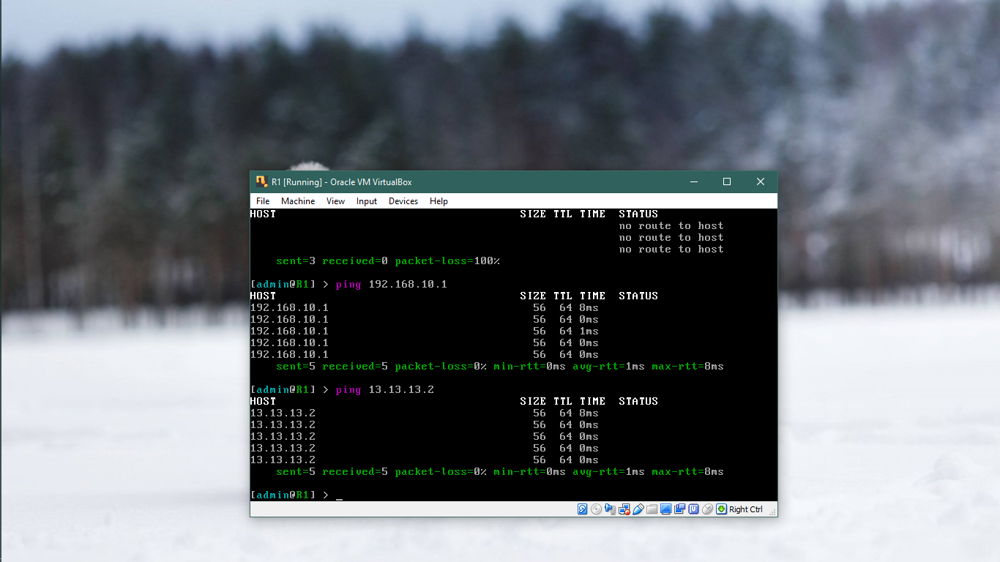 R1 [Running] - Oracle VM VirtualBox
File Machine View Input Devices Help
HOST SIZE TTL TIME STATUS
no route to host
no route to host
no route to host
sent=3 received=0 packet-loss=100%
[admin@R1] > ping 192.168.10.1
HOST SIZE TTL TIME STATUS
192.168.10.1 56 64 8ms
192.168.10.1 56 64 0ms
192.168.10.1 56 64 1ms
192.168.10.1 56 64 0ms
192.168.10.1 56 64 0ms
sent=5 received=5 packet-loss=0% min-rtt=0ms avg-rtt=1ms max-rtt=8ms
[admin@R1] > ping 13.13.13.2
HOST SIZE TTL TIME STATUS
13.13.13.2 56 64 8ms
13.13.13.2 56 64 0ms
13.13.13.2 56 64 0ms
13.13.13.2 56 64 0ms
13.13.13.2 56 64 0ms
sent=5 received=5 packet-loss=0% min-rtt=0ms avg-rtt=1ms max-rtt=8ms
[admin@R1] > _
Right Ctrl